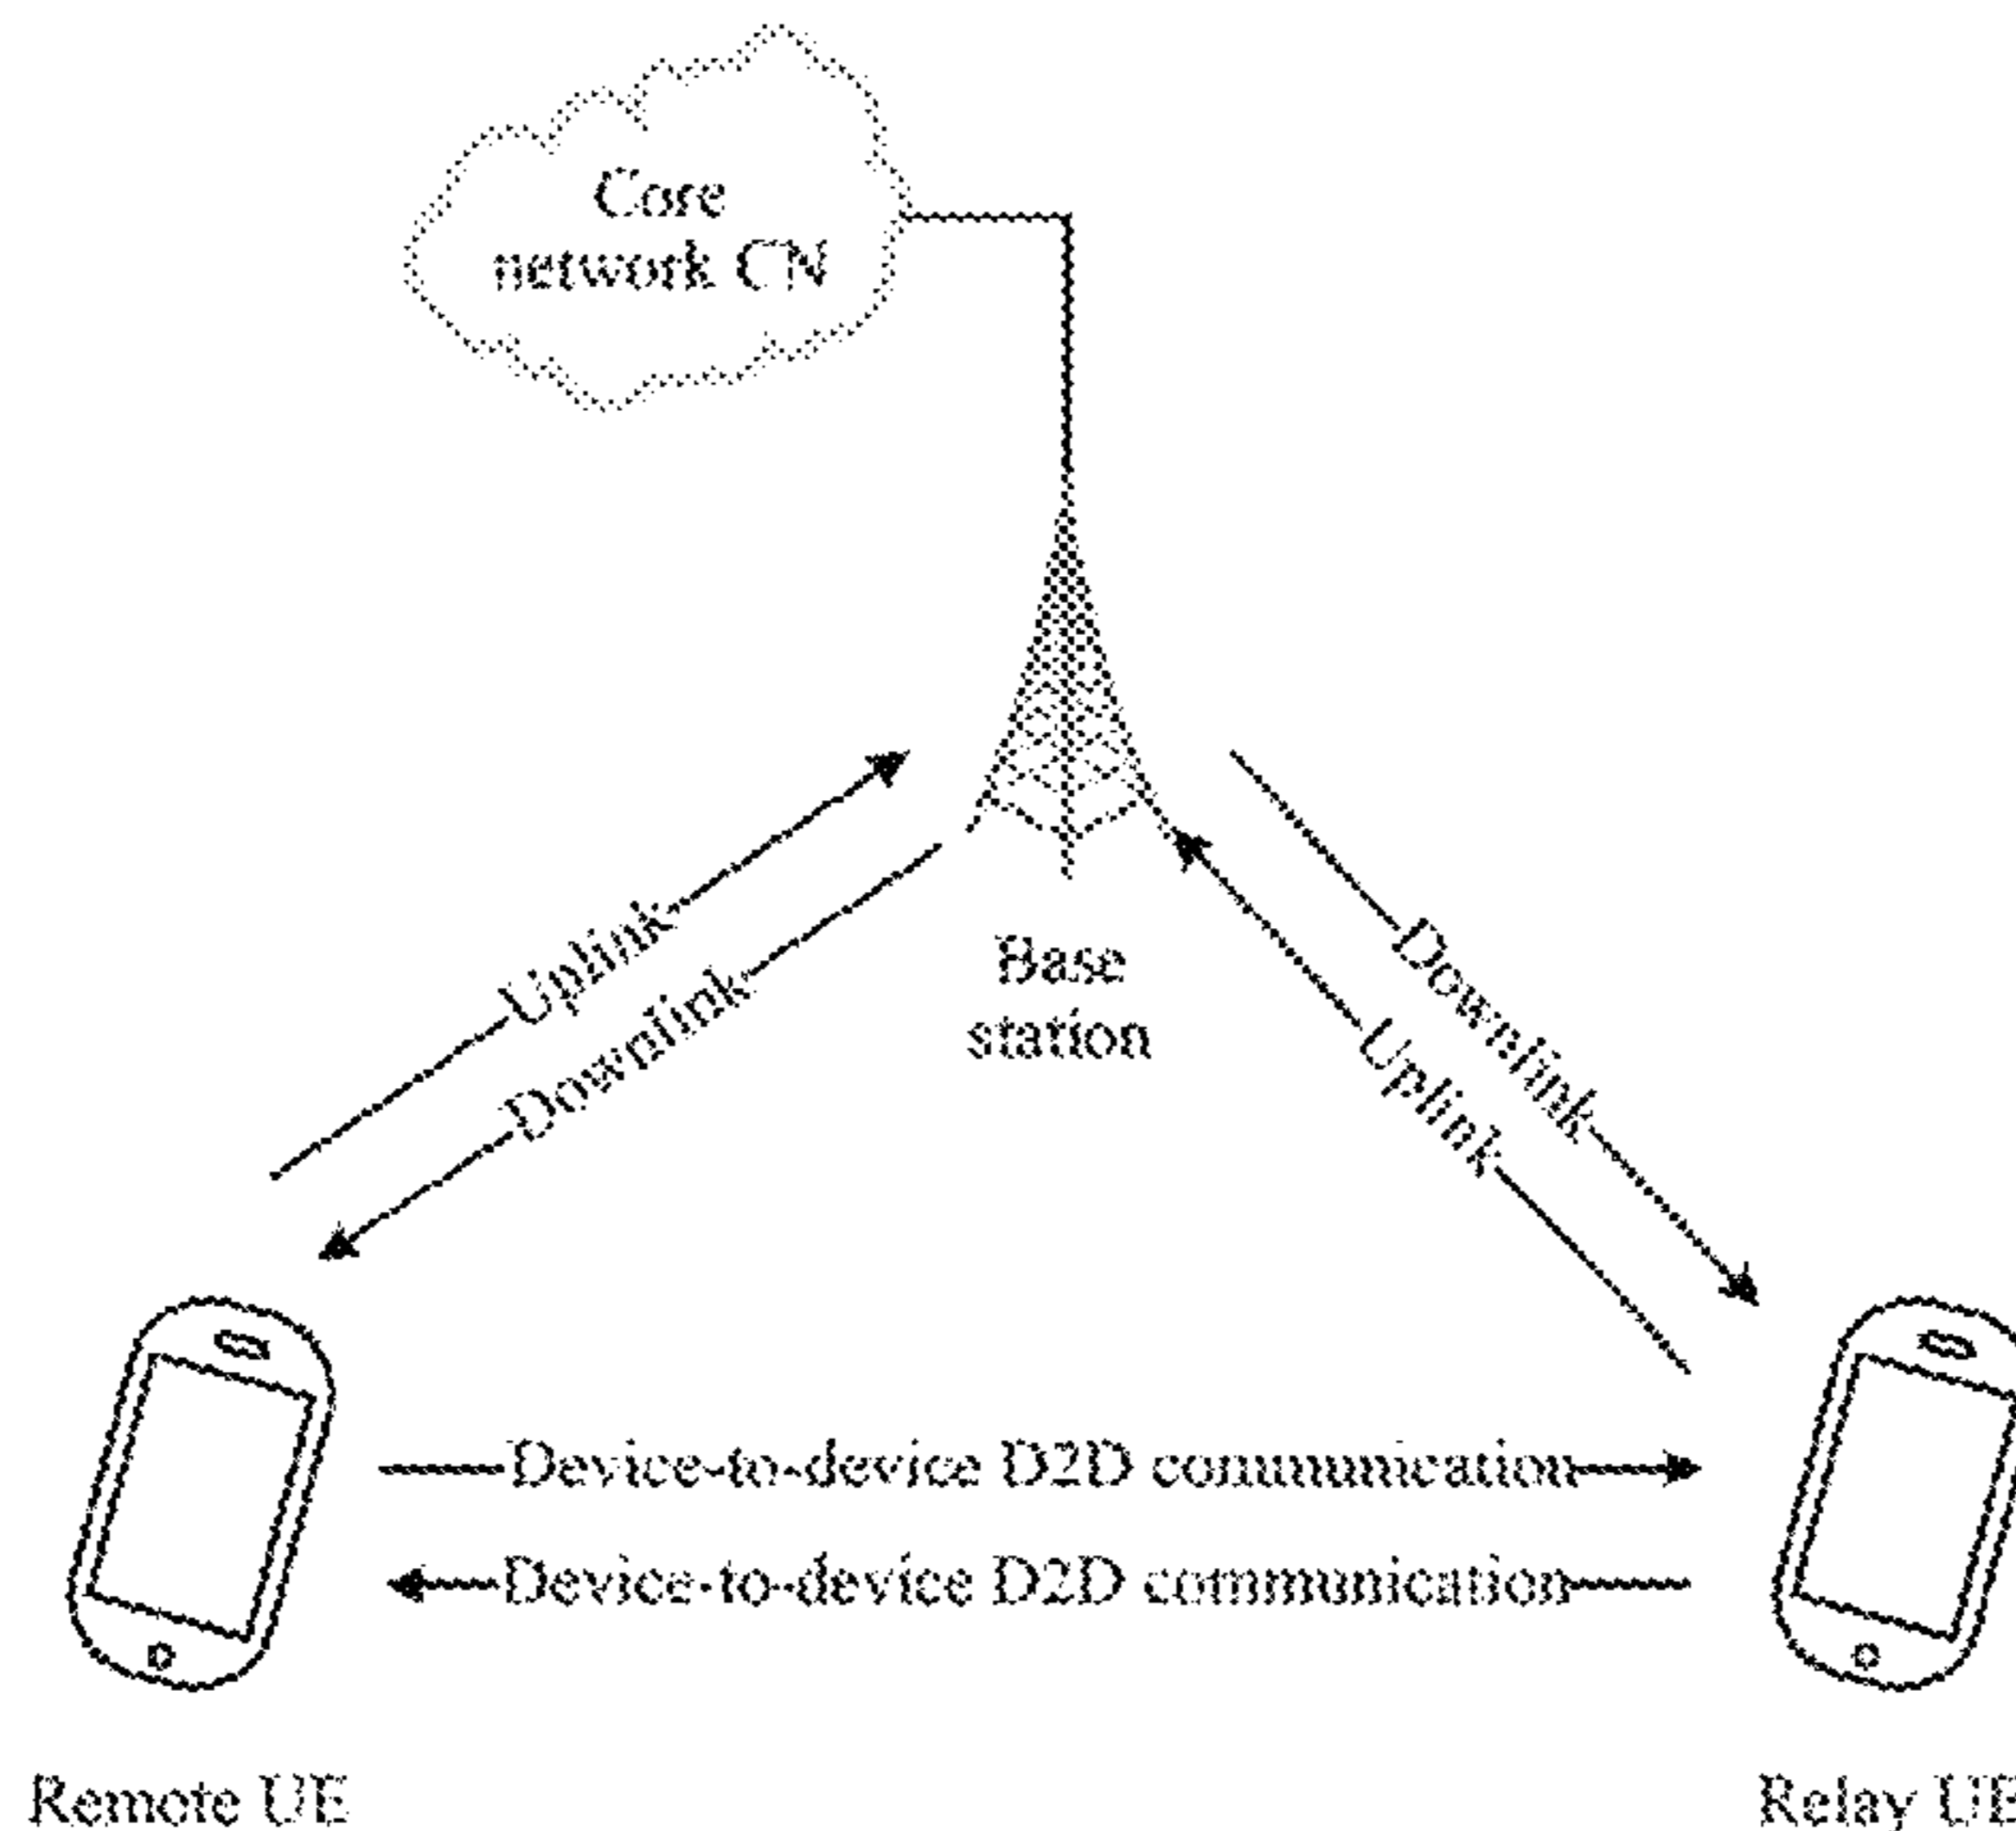 Core
network CN
Uplink
Downlink
Base
station
Downlink
Uplink
Device-to-device D2D communication
Device-to-device D2D communication
Remote UE
Relay UE